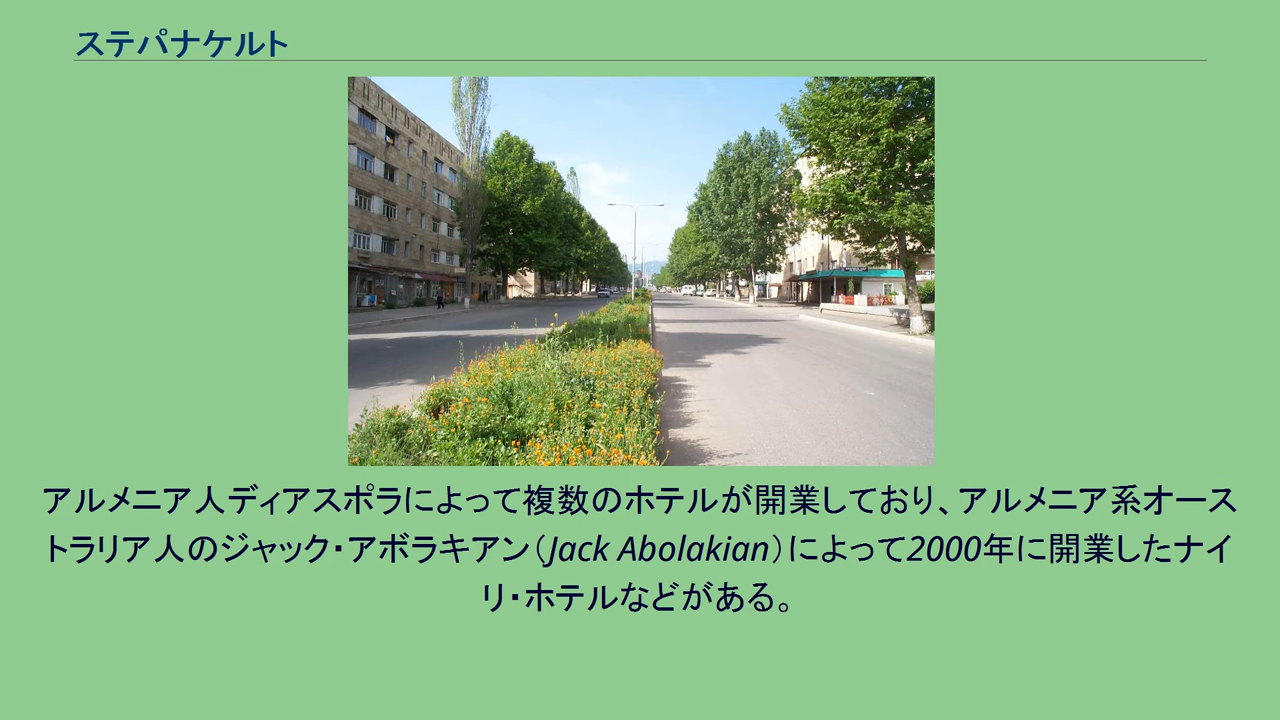 ステパナケルト
アルメニア人ディアスポラによって複数のホテルが開業しており、アルメニア系オース
トラリア人のジャック・アボラキアン（Jack Abolakian）によって2000年に開業したナイ
リ・ホテルなどがある。